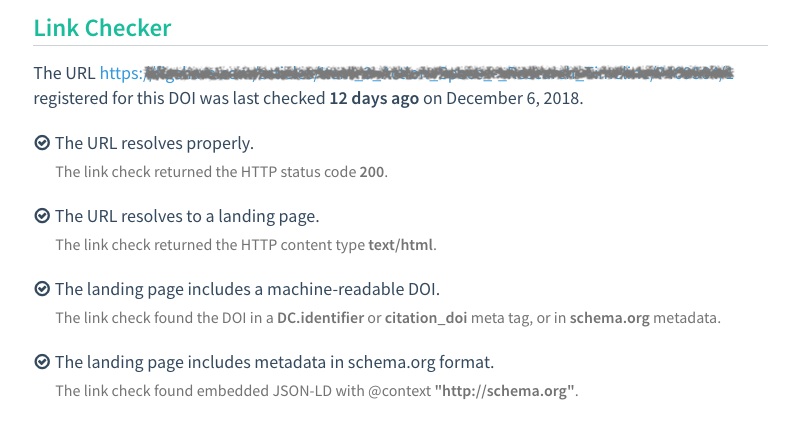 Link Checker
The URL https:/
registered for this DOI was last checked 12 days ago on December 6, 2018.
The URL resolves properly.
The link check returned the HTTP status code 200.
The URL resolves to a landing page.
The link check returned the HTTP content type text/html.
The landing page includes a machine-readable DOI.
The link check found the DOI in a DC.identifier or citation_doi meta tag, or in schema.org metadata.
The landing page includes metadata in schema.org format.
The link check found embedded JSON-LD with @context "http://schema.org".